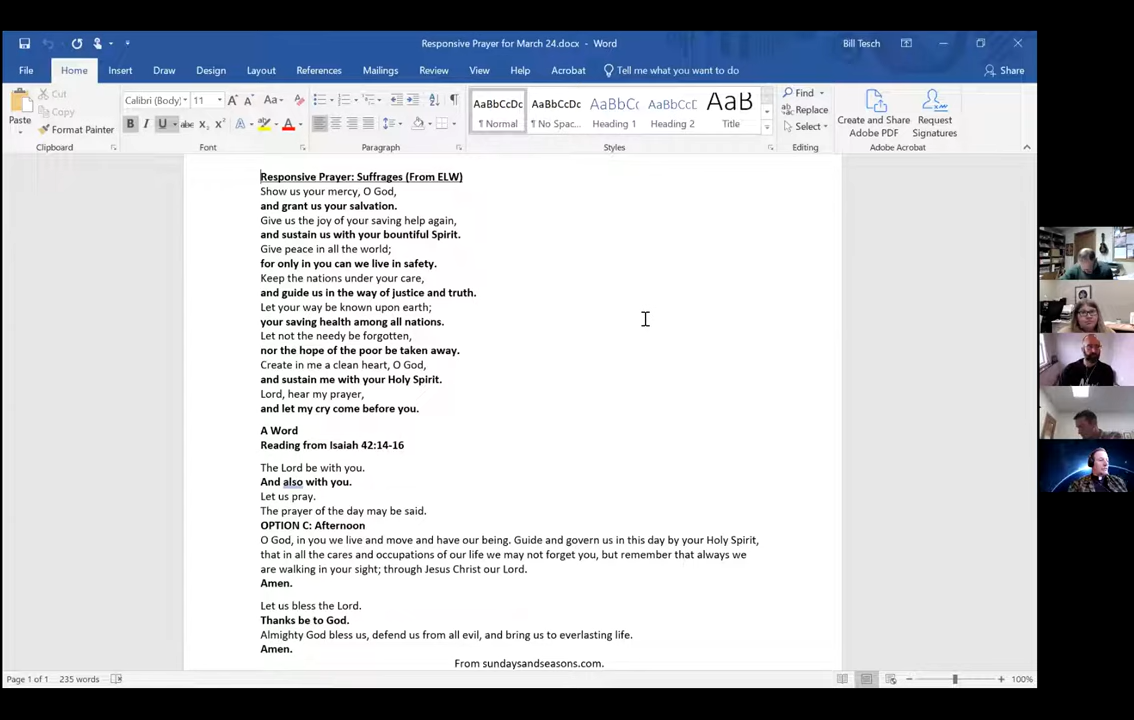 Responsive Prayer for March 24.docx - Word
Bill Tesch
File Home Insert Draw Design Layout References Mailings Review View Help Acrobat Tell me what you want to do Share
Paste
Cut
Copy
Format Painter
Calibri (Body) 11
AaBbCcDc AaBbCcDc AaBbCc AaBbCcD AaB
¶ Normal ¶ No Spac... Heading 1 Heading 2 Title
Find
Replace
Select
Create and Share
Adobe PDF
Request
Signatures
Clipboard Font Paragraph Styles Editing Adobe Acrobat
Responsive Prayer: Suffrages (From ELW)
Show us your mercy, O God,
and grant us your salvation.
Give us the joy of your saving help again,
and sustain us with your bountiful Spirit.
Give peace in all the world;
for only in you can we live in safety.
Keep the nations under your care,
and guide us in the way of justice and truth.
Let your way be known upon earth;
your saving health among all nations.
Let not the needy be forgotten,
nor the hope of the poor be taken away.
Create in me a clean heart, O God,
and sustain me with your Holy Spirit.
Lord, hear my prayer,
and let my cry come before you.
A Word
Reading from Isaiah 42:14-16
The Lord be with you.
And also with you.
Let us pray.
The prayer of the day may be said.
OPTION C: Afternoon
O God, in you we live and move and have our being. Guide and govern us in this day by your Holy Spirit,
that in all the cares and occupations of our life we may not forget you, but remember that always we
are walking in your sight; through Jesus Christ our Lord.
Amen.
Let us bless the Lord.
Thanks be to God.
Almighty God bless us, defend us from all evil, and bring us to everlasting life.
Amen.
From sundaysandseasons.com.
Page 1 of 1 235 words 100%